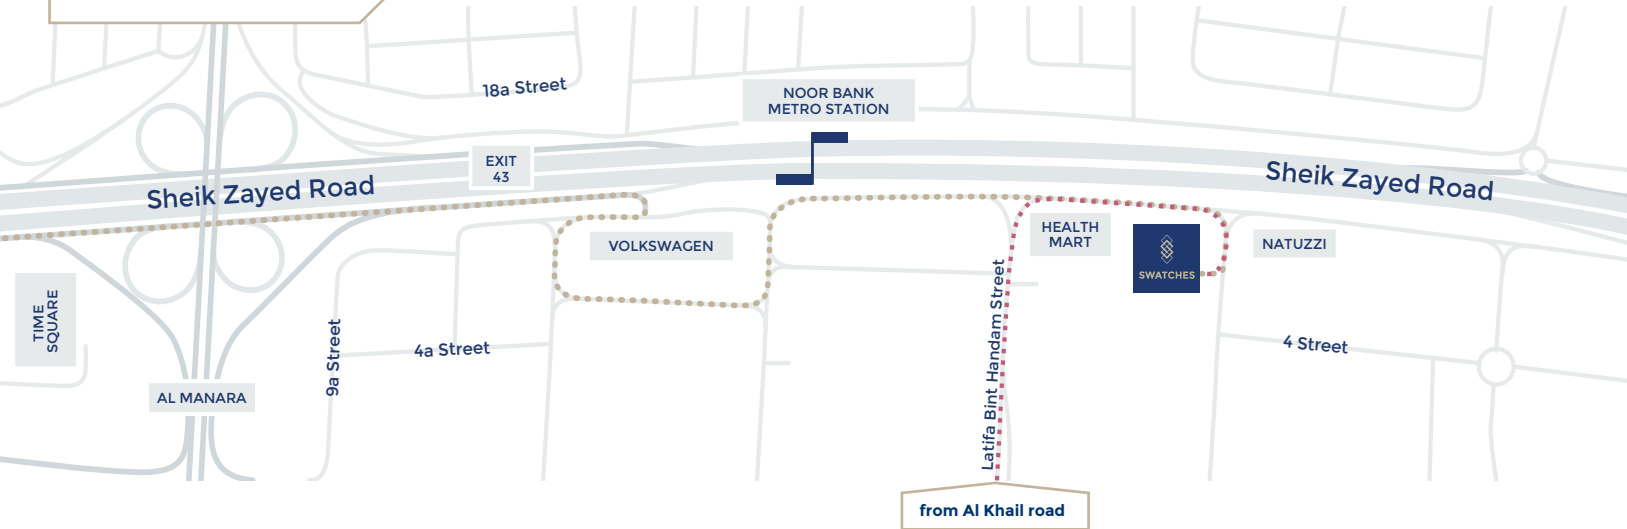 18a Street
NOOR BANK
METRO STATION
EXIT
43
Sheik Zayed Road
Sheik Zayed Road
VOLKSWAGEN
HEALTH
MART
SWATCHES
NATUZZI
TIME
SQUARE
9a Street
4a Street
Latifa Bint Handam Street
4 Street
AL MANARA
from Al Khail road